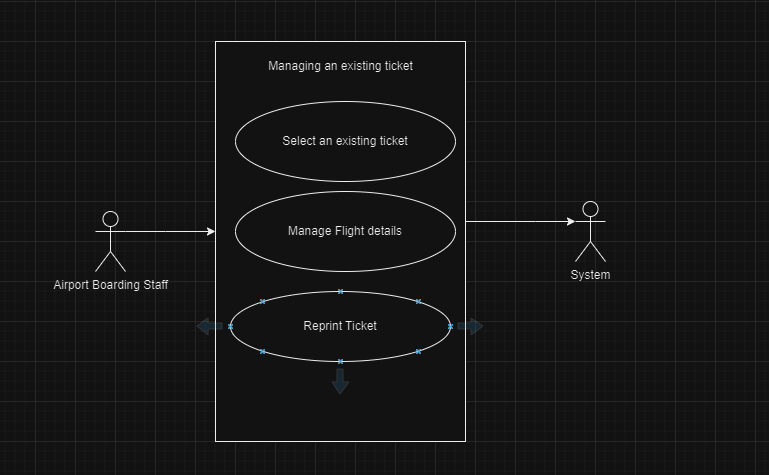 Managing an existing ticket
Select an existing ticket
Manage Flight details
Airport Boarding Staff
System
Reprint Ticket